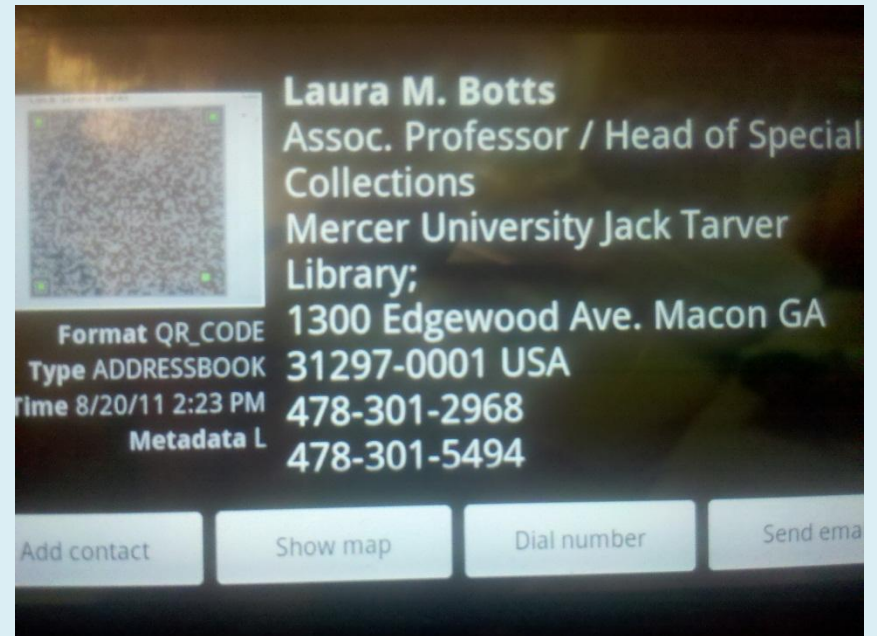 Laura M. Botts
Assoc. Professor / Head of Special
Collections
Mercer University Jack Tarver
Library;
1300 Edgewood Ave. Macon GA
31297-0001 USA
478-301-2968
478-301-5494
Format QR_CODE
Type ADDRESSBOOK
Time 8/20/11 2:23 PM
Metadata L
Add contact
Show map
Dial number
Send ema